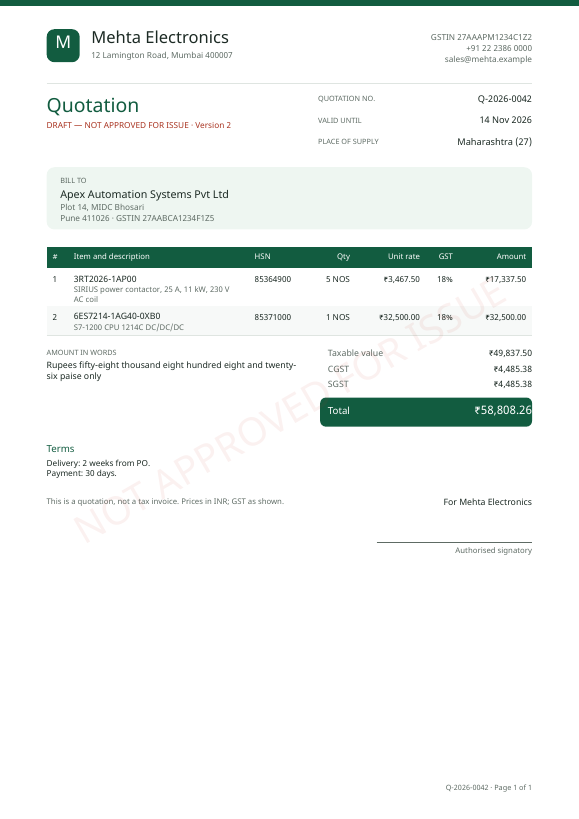 M
Mehta Electronics
12 Lamington Road, Mumbai 400007
GSTIN 27AAAPM1234C1Z2
+91 22 2386 0000
sales@mehta.example
Quotation
DRAFT — NOT APPROVED FOR ISSUE · Version 2
QUOTATION NO. Q-2026-0042
VALID UNTIL 14 Nov 2026
PLACE OF SUPPLY Maharashtra (27)
BILL TO
Apex Automation Systems Pvt Ltd
Plot 14, MIDC Bhosari
Pune 411026 · GSTIN 27AABCA1234F1Z5
# Item and description HSN Qty Unit rate GST Amount
1 3RT2026-1AP00 85364900 5 NOS ₹3,467.50 18% ₹17,337.50
SIRIUS power contactor, 25 A, 11 kW, 230 V
AC coil
2 6ES7214-1AG40-0XB0 85371000 1 NOS ₹32,500.00 18% ₹32,500.00
S7-1200 CPU 1214C DC/DC/DC
AMOUNT IN WORDS
Rupees fifty-eight thousand eight hundred eight and twenty-
six paise only
Taxable value ₹49,837.50
CGST ₹4,485.38
SGST ₹4,485.38
Total ₹58,808.26
NOT APPROVED FOR ISSUE
Terms
Delivery: 2 weeks from PO.
Payment: 30 days.
This is a quotation, not a tax invoice. Prices in INR; GST as shown.
For Mehta Electronics
Authorised signatory
Q-2026-0042 · Page 1 of 1